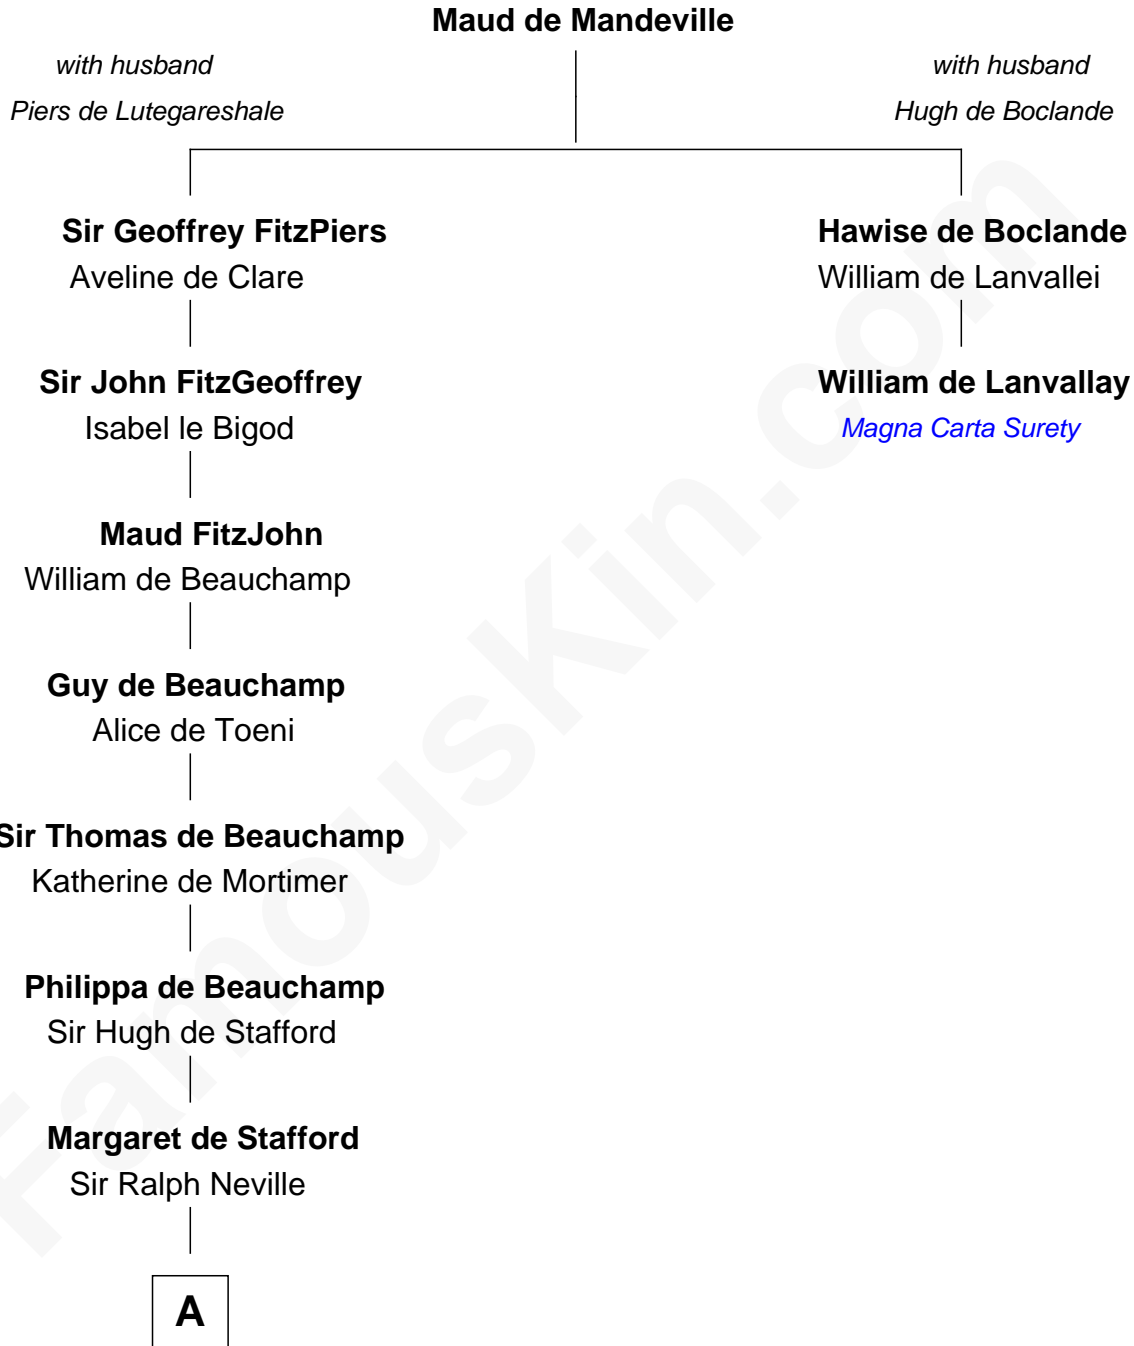 Maud de Mandeville
with husband
Piers de Lutegareshale
with husband
Hugh de Boclande
Sir Geoffrey FitzPiers
Aveline de Clare
Hawise de Boclande
William de Lanvallei
Sir John FitzGeoffrey
Isabel le Bigod
William de Lanvallay
Magna Carta Surety
Maud FitzJohn
William de Beauchamp
Guy de Beauchamp
Alice de Toeni
Sir Thomas de Beauchamp
Katherine de Mortimer
Philippa de Beauchamp
Sir Hugh de Stafford
Margaret de Stafford
Sir Ralph Neville
A
FamousKin.com